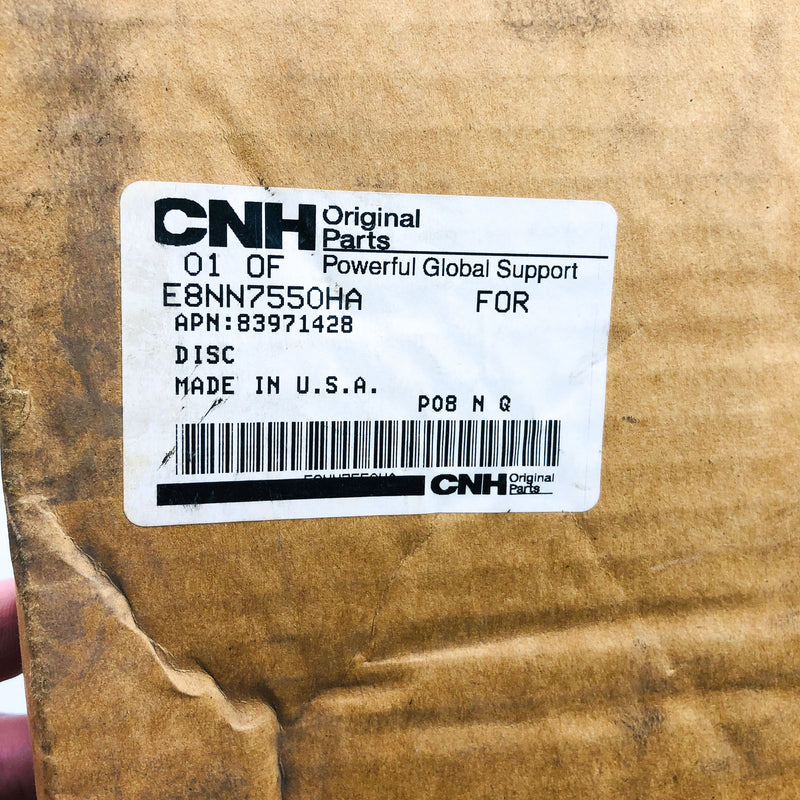 CNH Original Parts
01 OF Powerful Global Support
E8NN7550HA FOR
APN:83971428
DISC
MADE IN U.S.A.
P08 N Q
E8NN7550HA
CNH Original Parts